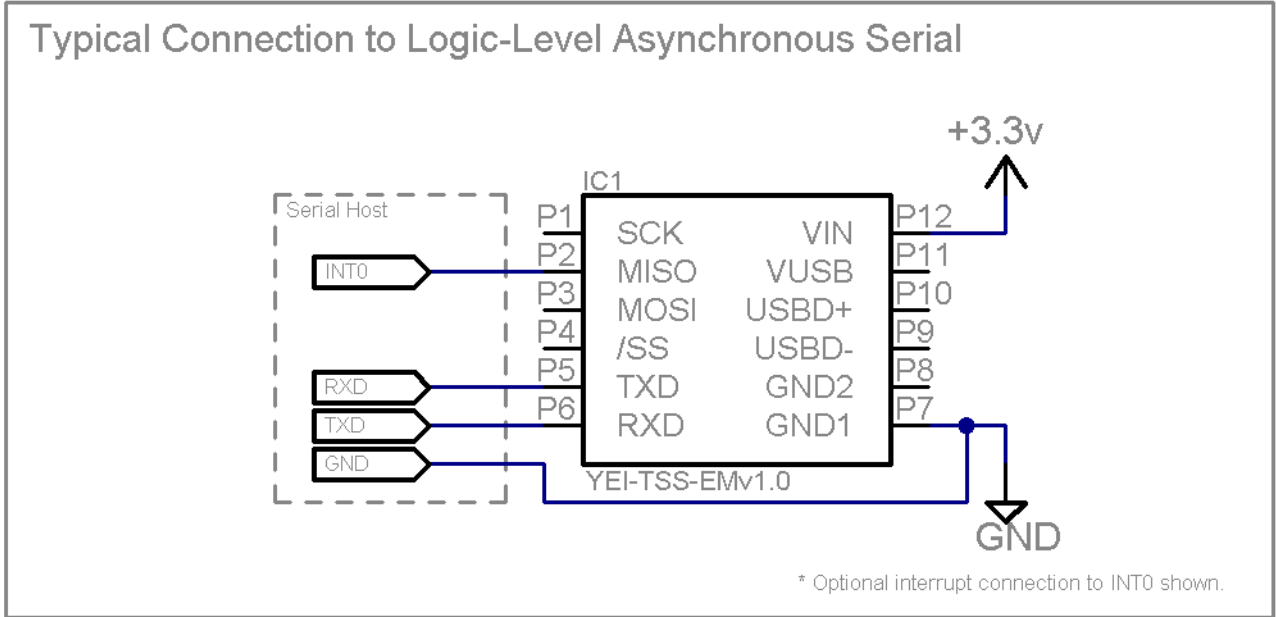 Typical Connection to Logic-Level Asynchronous Serial
+3.3v
IC1
Serial Host
P1 SCK VIN P12
INT0 P2 MISO VUSB P11
P3 MOSI USBD+ P10
P4 /SS USBD- P9
RXD P5 TXD GND2 P8
TXD P6 RXD GND1 P7
GND
YEI-TSS-EMv1.0
GND
* Optional interrupt connection to INT0 shown.